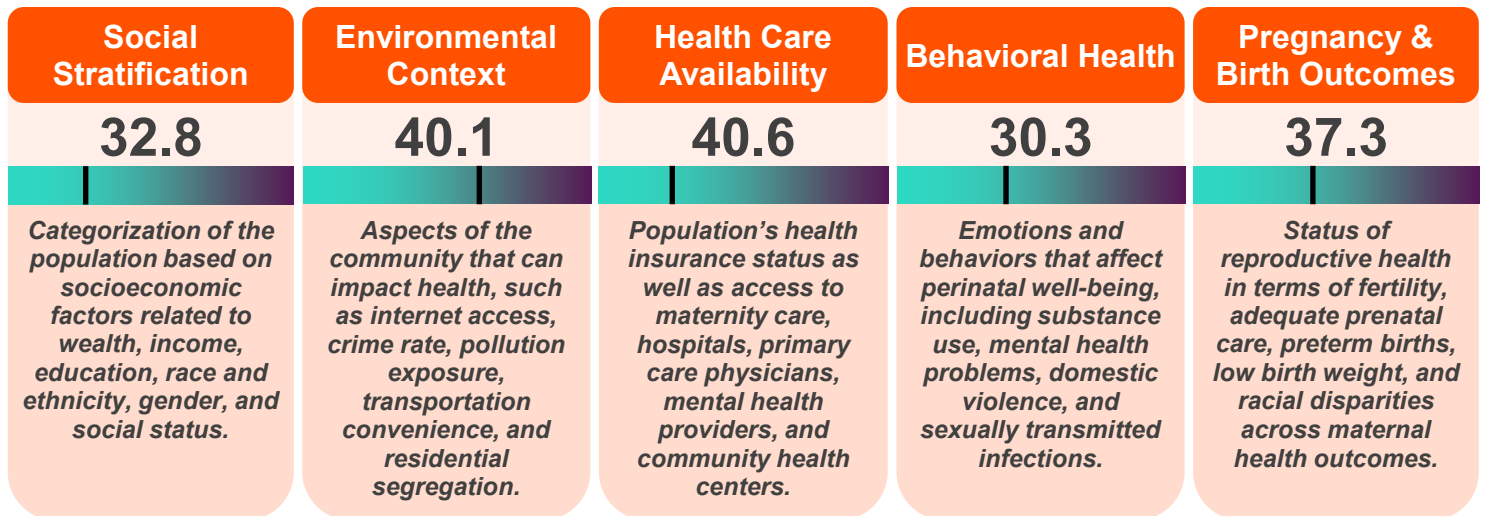 Social
Stratification
32.8
Categorization of the
population based on
socioeconomic
factors related to
wealth, income,
education, race and
ethnicity, gender, and
social status.
Environmental
Context
40.1
Aspects of the
community that can
impact health, such
as internet access,
crime rate, pollution
exposure,
transportation
convenience, and
residential
segregation.
Health Care
Availability
40.6
Population’s health
insurance status as
well as access to
maternity care,
hospitals, primary
care physicians,
mental health
providers, and
community health
centers.
Behavioral Health
30.3
Emotions and
behaviors that affect
perinatal well-being,
including substance
use, mental health
problems, domestic
violence, and
sexually transmitted
infections.
Pregnancy &
Birth Outcomes
37.3
Status of
reproductive health
in terms of fertility,
adequate prenatal
care, preterm births,
low birth weight, and
racial disparities
across maternal
health outcomes.